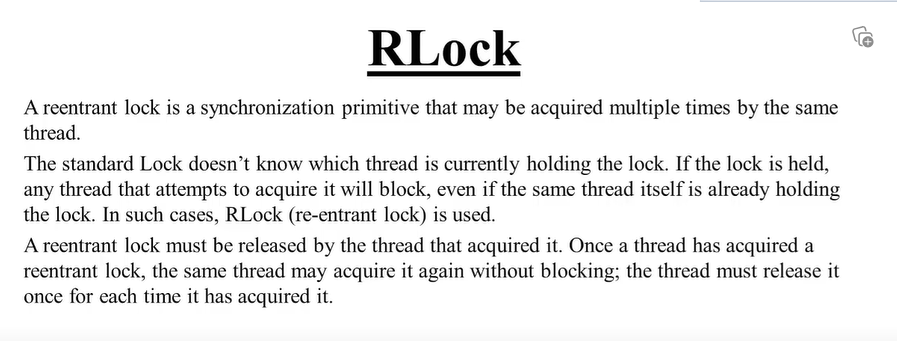 RLock
A reentrant lock is a synchronization primitive that may be acquired multiple times by the same
thread.
The standard Lock doesn’t know which thread is currently holding the lock. If the lock is held,
any thread that attempts to acquire it will block, even if the same thread itself is already holding
the lock. In such cases, RLock (re-entrant lock) is used.
A reentrant lock must be released by the thread that acquired it. Once a thread has acquired a
reentrant lock, the same thread may acquire it again without blocking; the thread must release it
once for each time it has acquired it.